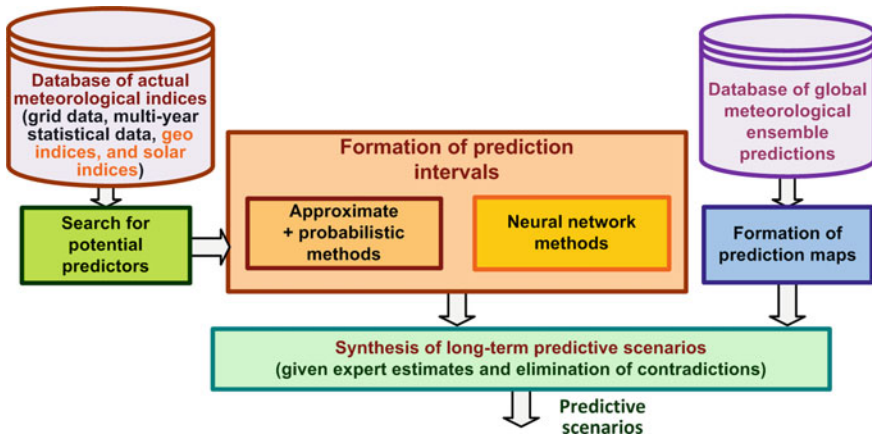 Database of actual
meteorological indices
(grid data, multi-year
statistical data, geo
indices, and solar
indices)
Database of global
meteorological
ensemble
predictions
Formation of prediction
intervals
Search for
potential
predictors
Approximate
+ probabilistic
methods
Neural network
methods
Formation of
prediction maps
Synthesis of long-term predictive scenarios
(given expert estimates and elimination of contradictions)
Predictive
scenarios